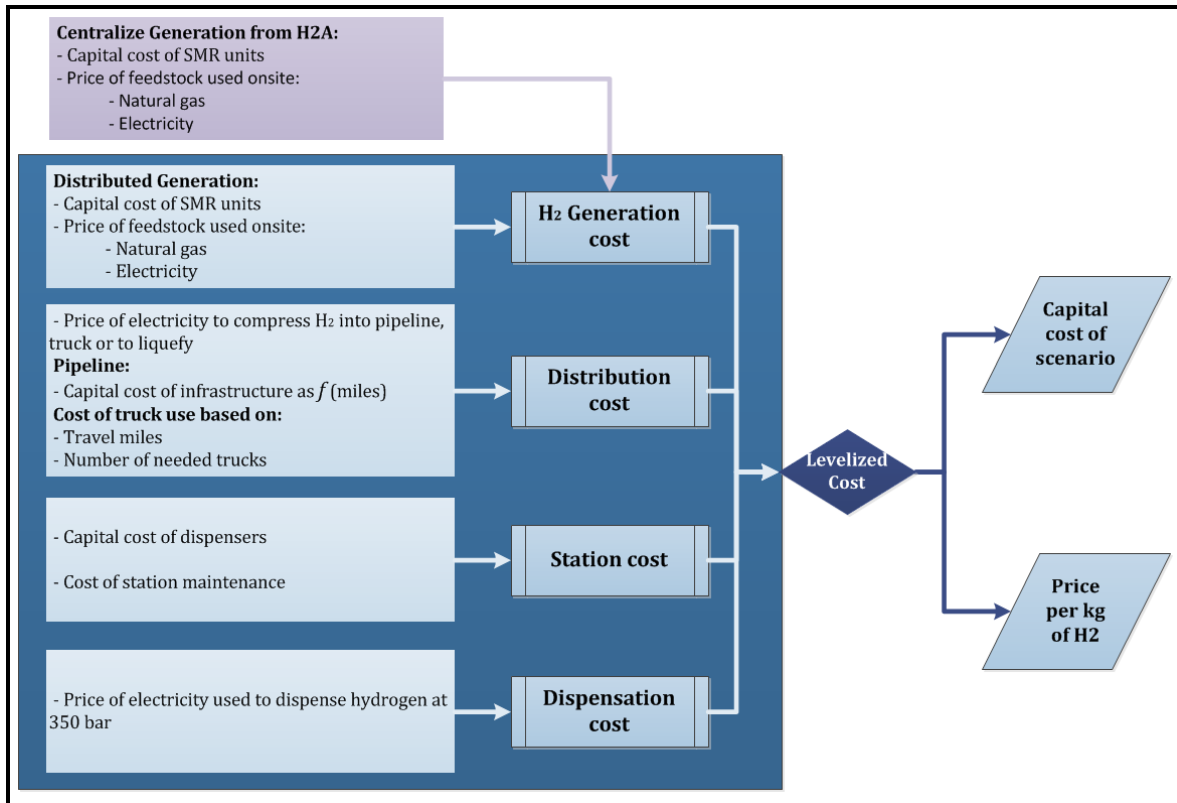 Centralize Generation from H2A:
- Capital cost of SMR units
- Price of feedstock used onsite:
- Natural gas
- Electricity
Distributed Generation:
- Capital cost of SMR units
- Price of feedstock used onsite:
- Natural gas
- Electricity
H2 Generation
cost
- Price of electricity to compress H2 into pipeline,
truck or to liquefy
Pipeline:
- Capital cost of infrastructure as f (miles)
Cost of truck use based on:
- Travel miles
- Number of needed trucks
Distribution
cost
- Capital cost of dispensers
- Cost of station maintenance
Station cost
- Price of electricity used to dispense hydrogen at
350 bar
Dispensation
cost
Levelized
Cost
Capital
cost of
scenario
Price
per kg
of H2